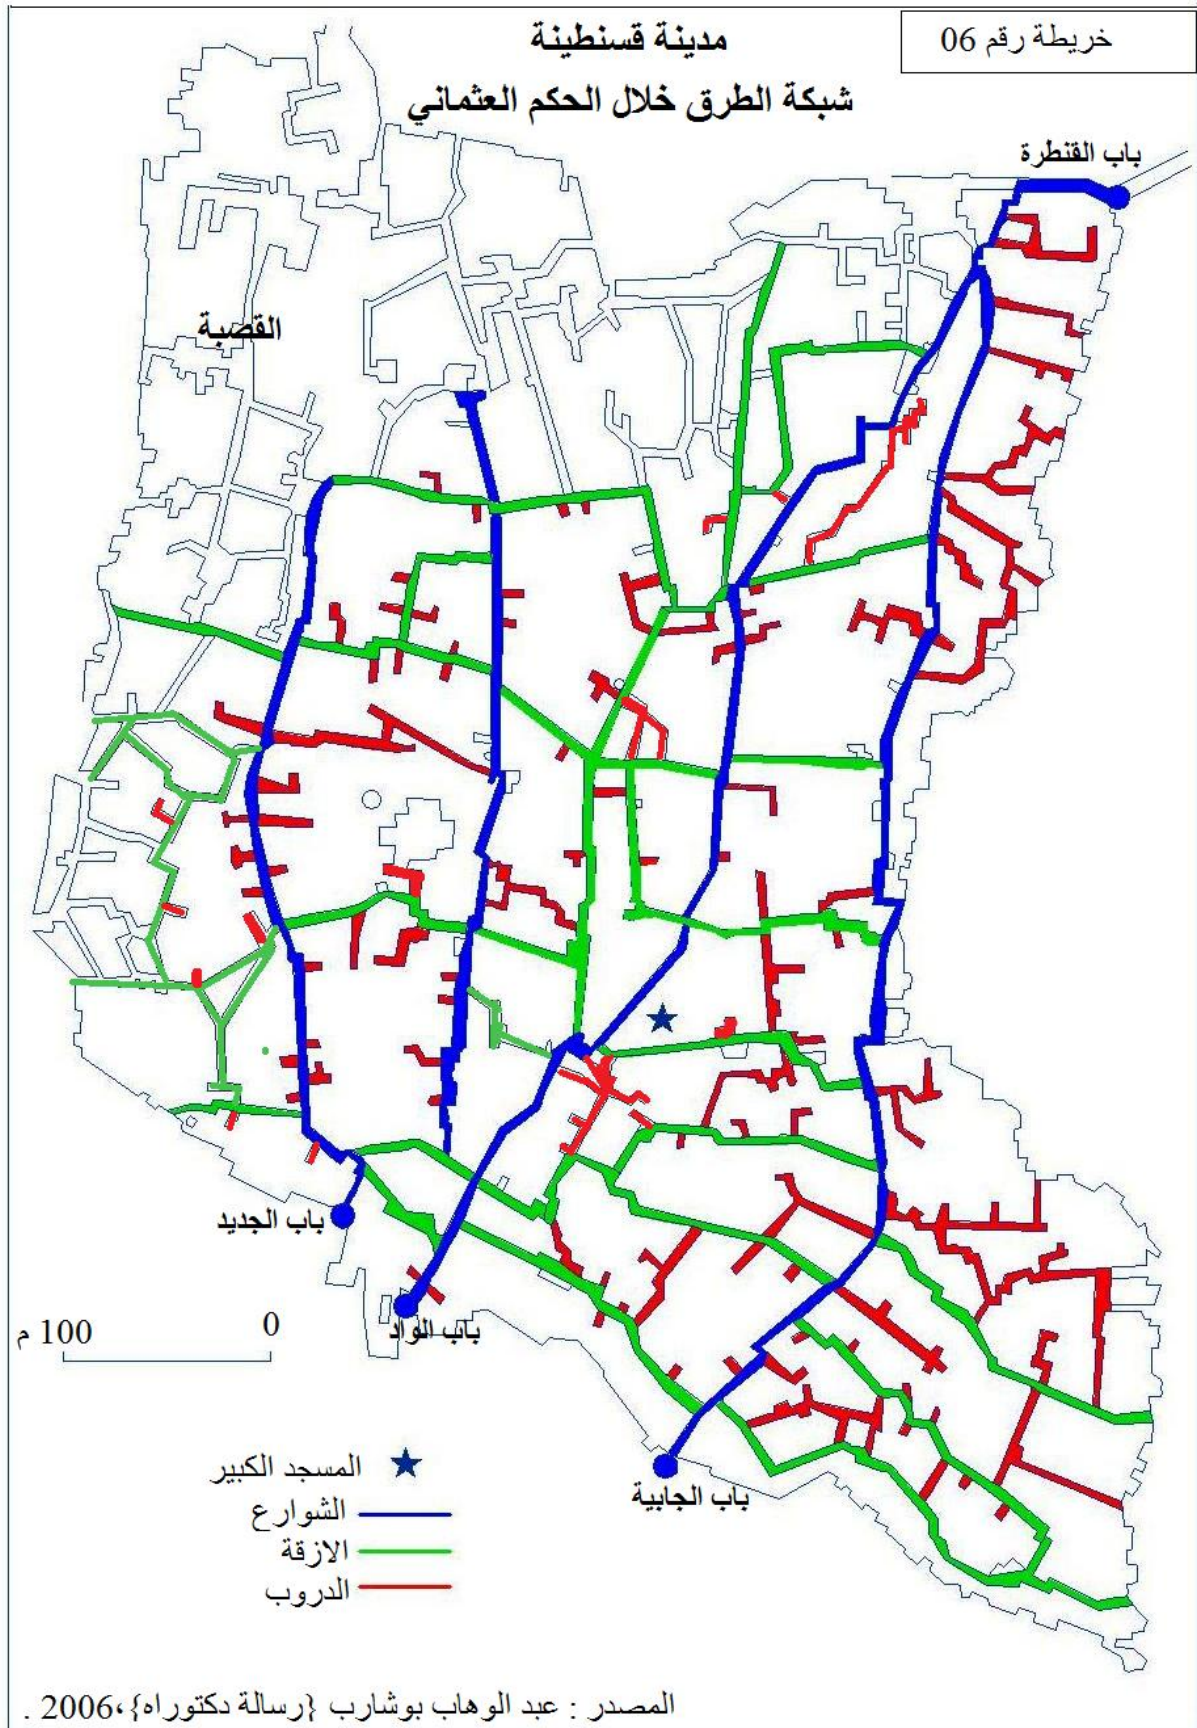 خريطة رقم 06
مدينة قسنطينة
شبكة الطرق خلال الحكم العثماني
باب القنطرة
القصبة
باب الجديد
باب الواد
0
100 م
المسجد الكبير
باب الجابية
الشوارع
الازقة
الدروب
المصدر : عبد الوهاب بوشارب {رسالة دكتوراه}،2006 .